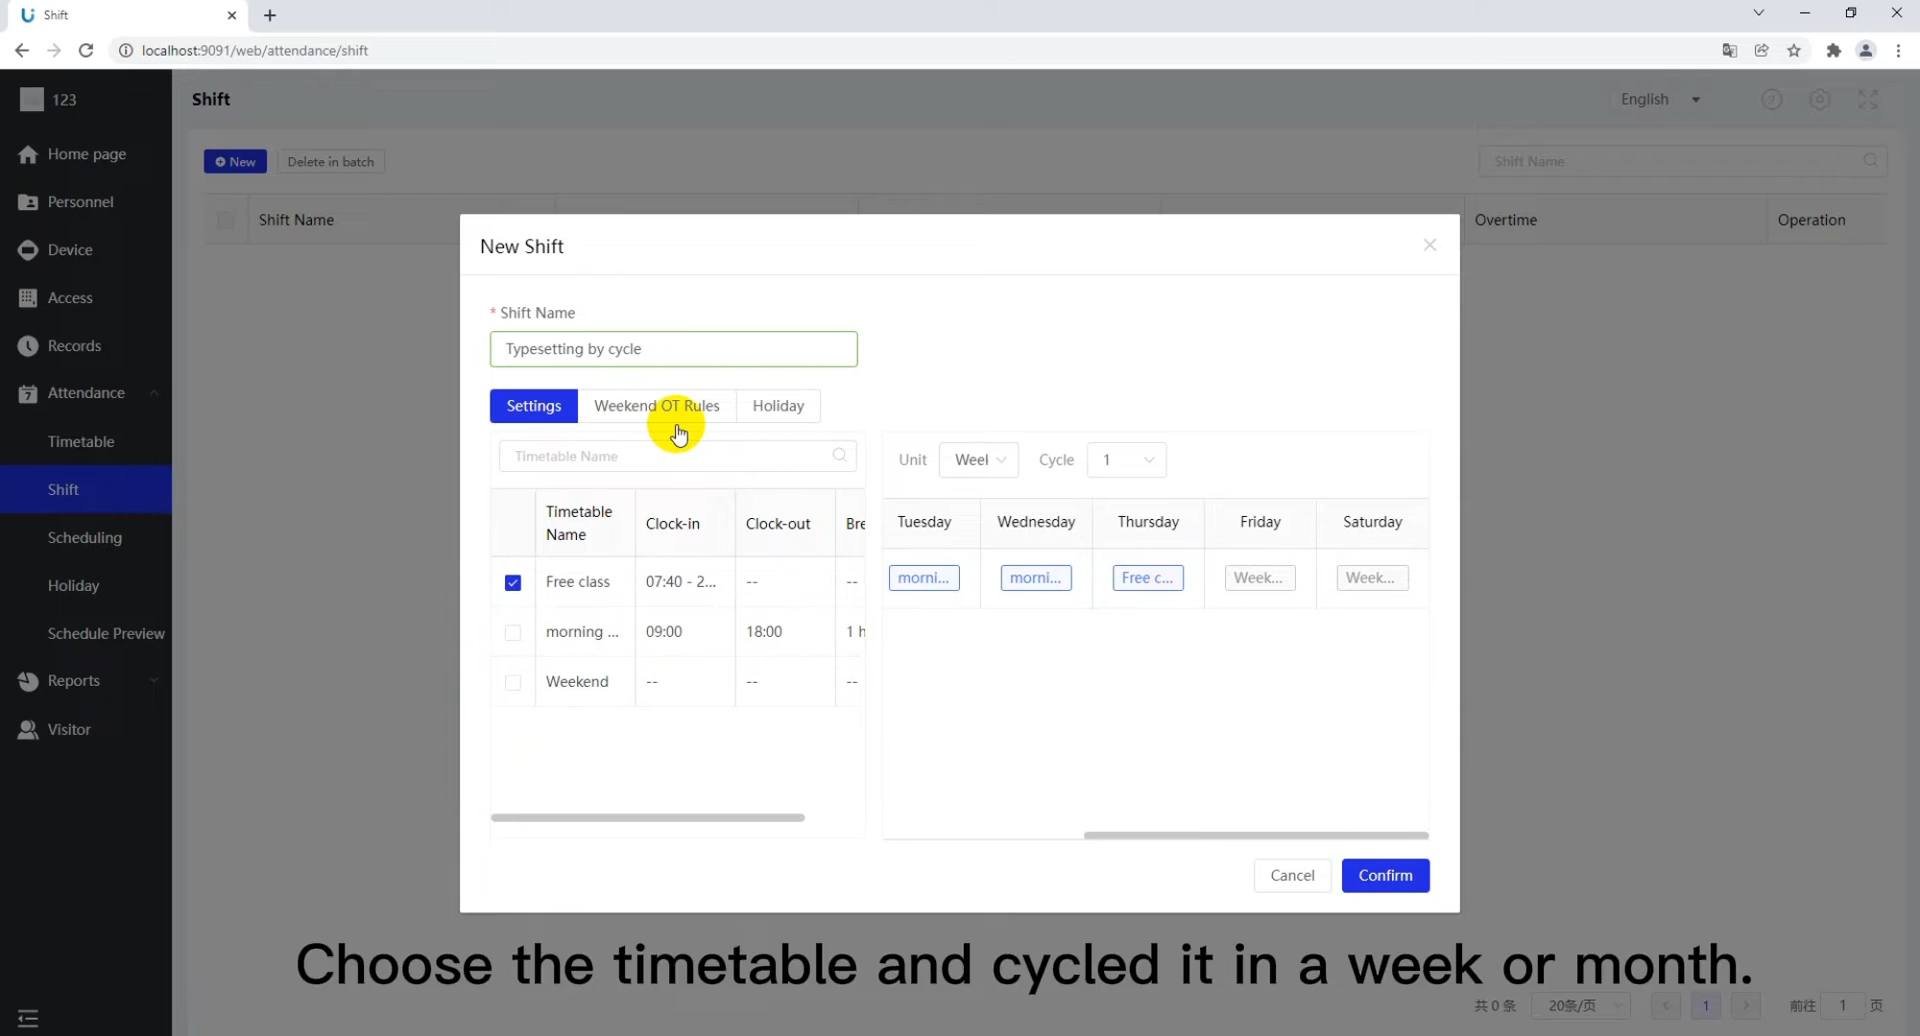 Shift
localhost:9091/web/attendance/shift
123
Shift
English
Home page
New
Delete in batch
Shift Name
Personnel
Shift Name
Overtime
Operation
Device
New Shift
Access
* Shift Name
Records
Typesetting by cycle
Attendance
Settings
Weekend OT Rules
Holiday
Timetable
Timetable Name
Unit
Weel
Cycle
1
Shift
Timetable Name
Clock-in
Clock-out
Bre
Tuesday
Wednesday
Thursday
Friday
Saturday
Scheduling
Free class
07:40 - 2...
--
--
morni...
morni...
Free c...
Week...
Week...
Holiday
morning ...
09:00
18:00
1 h
Schedule Preview
Weekend
--
--
--
Reports
Visitor
Cancel
Confirm
Choose the timetable and cycled it in a week or month.
共 0 条
20条/页
<
1
>
前往
1
页